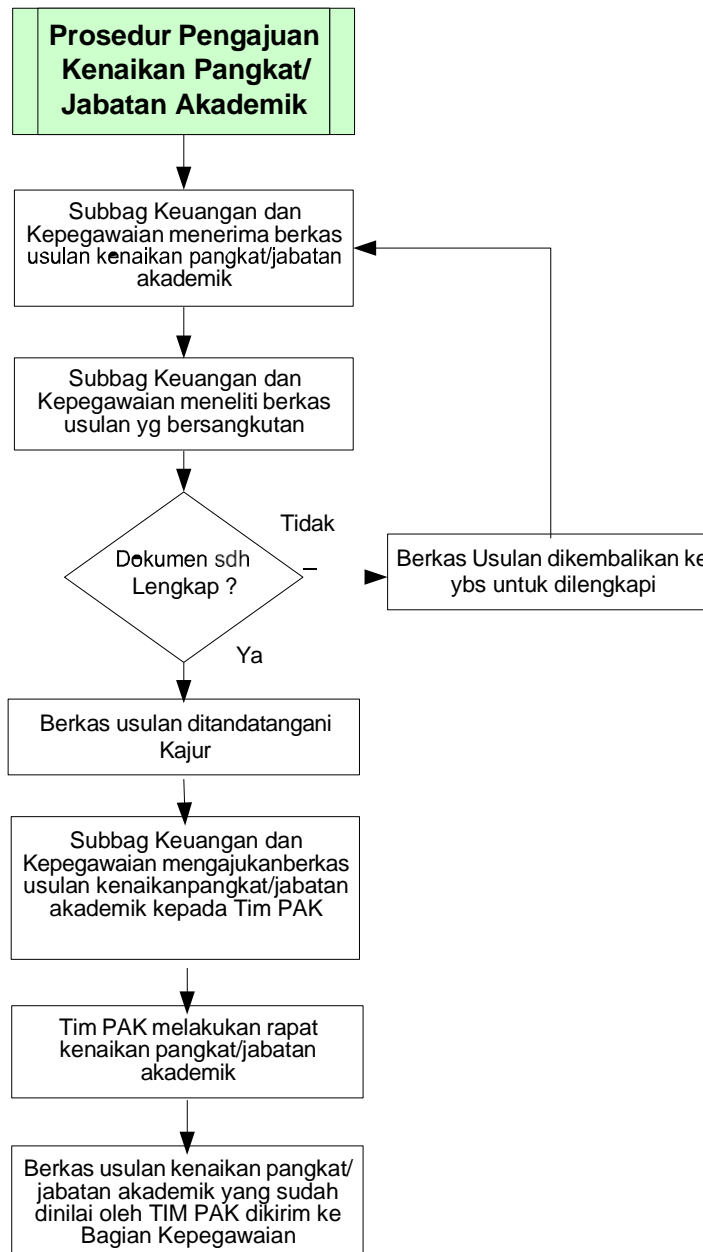 Prosedur Pengajuan
Kenaikan Pangkat/
Jabatan Akademik
Subbag Keuangan dan
Kepegawaian menerima berkas
usulan kenaikan pangkat/jabatan
akademik
Subbag Keuangan dan
Kepegawaian meneliti berkas
usulan yg bersangkutan
Tidak
Dokumen sdh
Lengkap ?
Berkas Usulan dikembalikan ke
ybs untuk dilengkapi
Ya
Berkas usulan ditandatangani
Kajur
Subbag Keuangan dan
Kepegawaian mengajukanberkas
usulan kenaikanpangkat/jabatan
akademik kepada Tim PAK
Tim PAK melakukan rapat
kenaikan pangkat/jabatan
akademik
Berkas usulan kenaikan pangkat/
jabatan akademik yang sudah
dinilai oleh TIM PAK dikirim ke
Bagian Kepegawaian